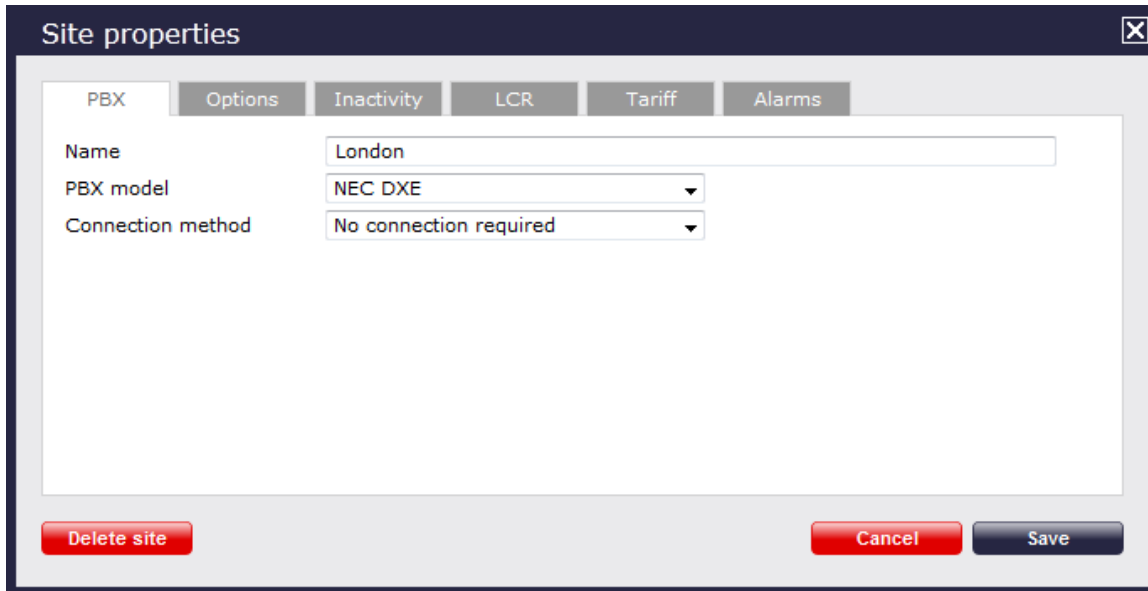 Site properties
PBX Options Inactivity LCR Tariff Alarms
Name London
PBX model NEC DXE
Connection method No connection required
Delete site Cancel Save